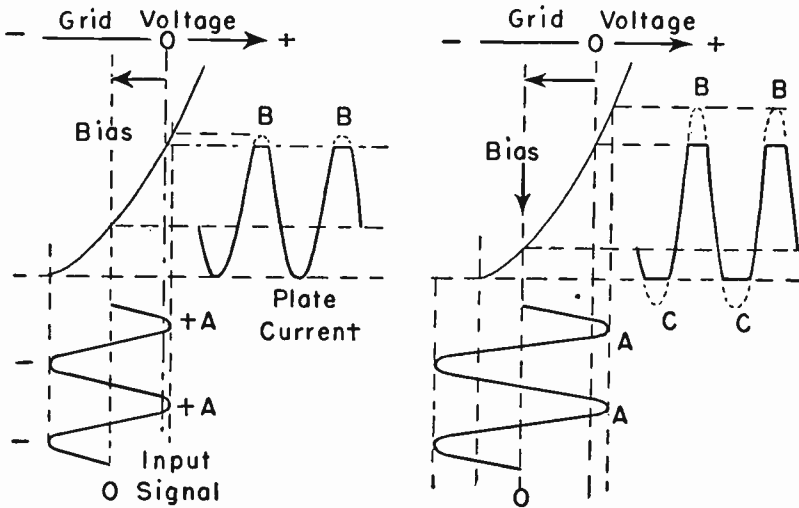 Grid Voltage
- O +
Bias
B B
Plate
Current
+A
-
+A
-
Input
O Signal
Grid Voltage
- O +
B B
Bias
C C
A
A
O